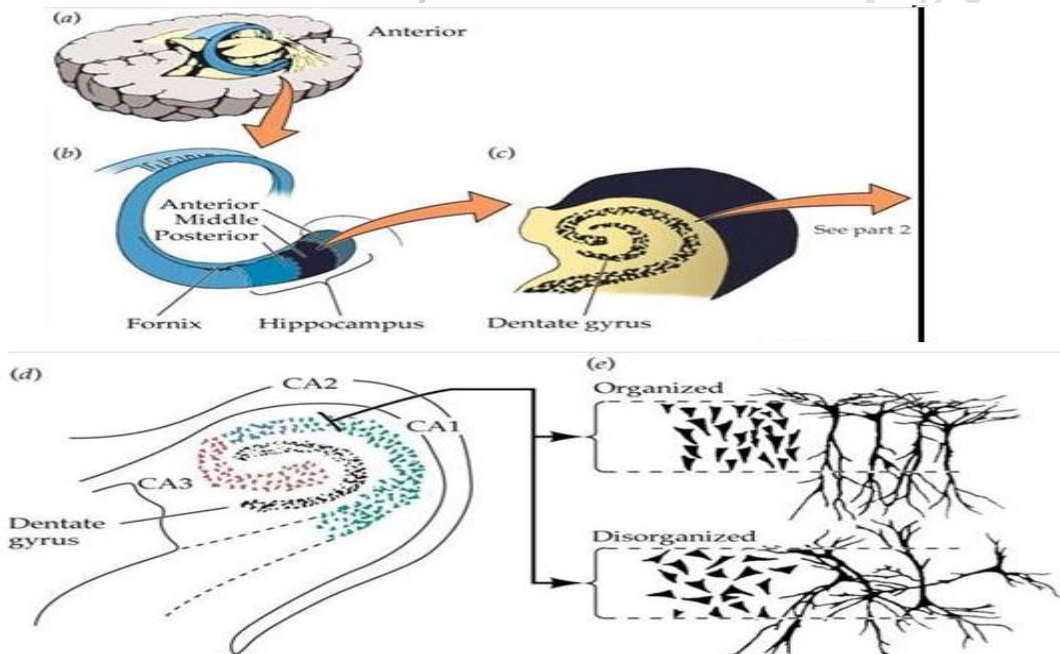 (a)
Anterior
(b)
Anterior
Middle
Posterior
Fornix
Hippocampus
(c)
See part 2
Dentate gyrus
(d)
CA2
CA1
CA3
Dentate
gyrus
(e)
Organized
Disorganized